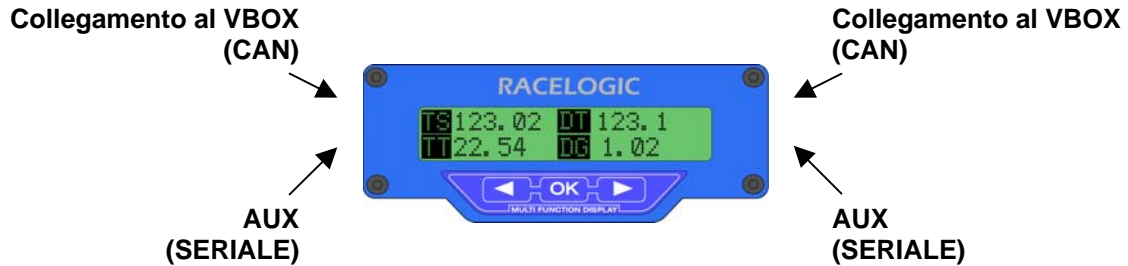 Collegamento al VBOX
(CAN)
Collegamento al VBOX
(CAN)
RACELOGIC
TS 123.02 DT 123.1
TT 22.54 DG 1.02
OK
MULTI FUNCTION DISPLAY
AUX
(SERIALE)
AUX
(SERIALE)